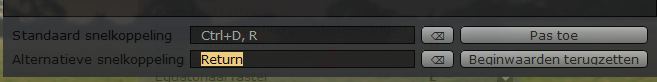 Standaard snelkoppeling Ctrl+D, R Pas toe
Alternatieve snelkoppeling Return Beginwaarden terugzetten